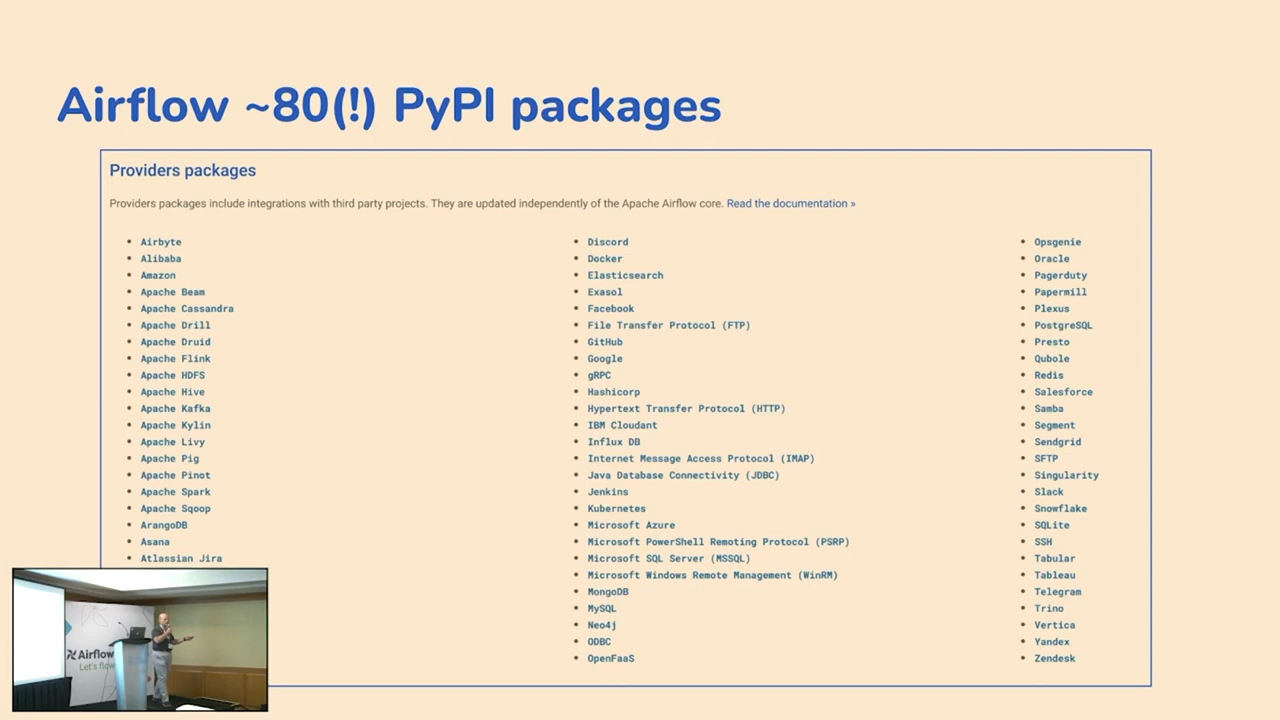 Airflow ~80(!) PyPI packages
Providers packages
Providers packages include integrations with third party projects. They are updated independently of the Apache Airflow core. Read the documentation »
Airbyte
Alibaba
Amazon
Apache Beam
Apache Cassandra
Apache Drill
Apache Druid
Apache Flink
Apache HDFS
Apache Hive
Apache Kafka
Apache Kylin
Apache Livy
Apache Pig
Apache Pinot
Apache Spark
Apache Sqoop
ArangoDB
Asana
Atlassian Jira
Discord
Docker
Elasticsearch
Exasol
Facebook
File Transfer Protocol (FTP)
GitHub
Google
gRPC
Hashicorp
Hypertext Transfer Protocol (HTTP)
IBM Cloudant
Influx DB
Internet Message Access Protocol (IMAP)
Java Database Connectivity (JDBC)
Jenkins
Kubernetes
Microsoft Azure
Microsoft PowerShell Remoting Protocol (PSRP)
Microsoft SQL Server (MSSQL)
Microsoft Windows Remote Management (WinRM)
MongoDB
MySQL
Neo4j
ODBC
OpenFaaS
Opsgenie
Oracle
Pagerduty
Papermill
Plexus
PostgreSQL
Presto
Qubole
Redis
Salesforce
Samba
Segment
Sendgrid
SFTP
Singularity
Slack
Snowflake
SQLite
SSH
Tabular
Tableau
Telegram
Trino
Vertica
Yandex
Zendesk
Airflow
Let's flow